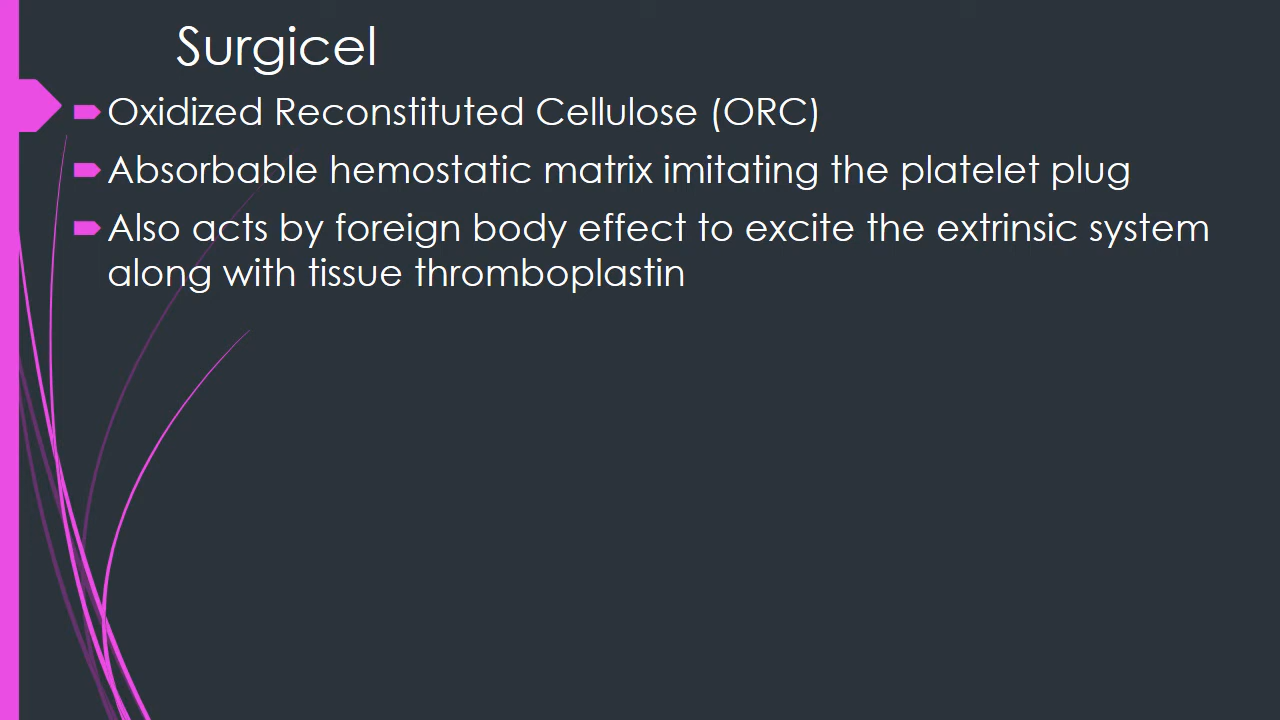 Surgicel
Oxidized Reconstituted Cellulose (ORC)
Absorbable hemostatic matrix imitating the platelet plug
Also acts by foreign body effect to excite the extrinsic system
along with tissue thromboplastin